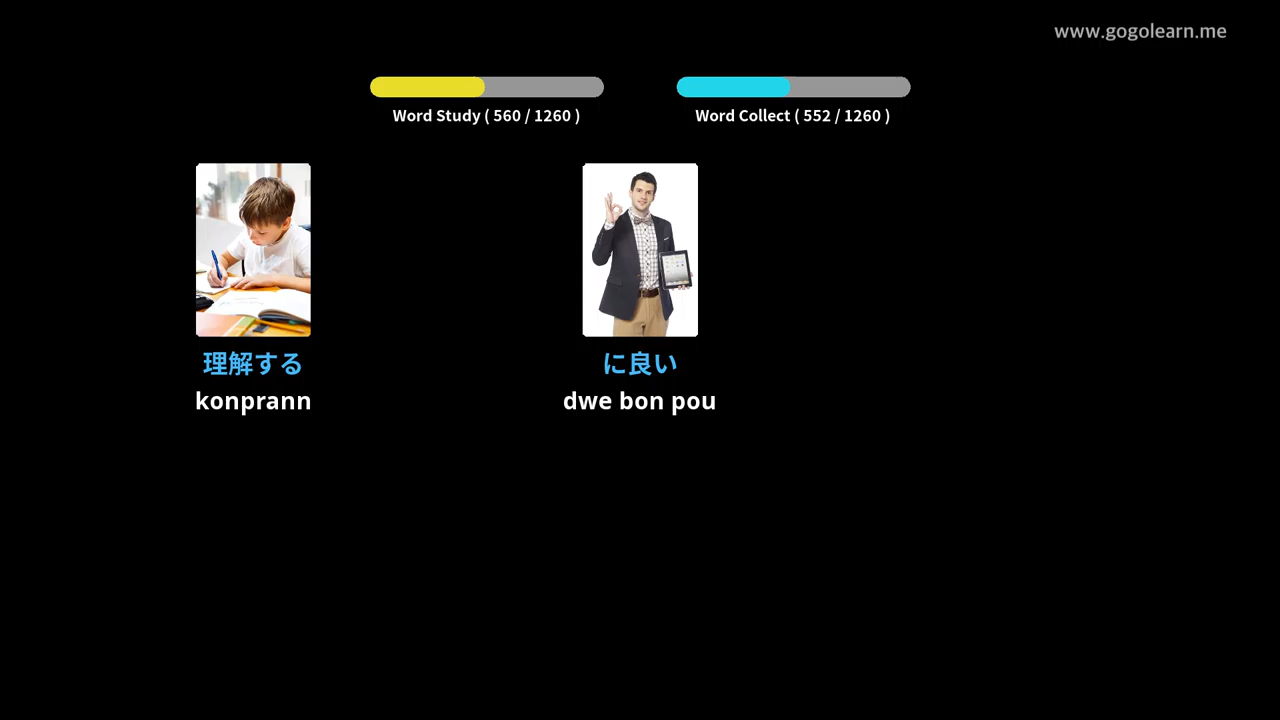 www.gogolearn.me
Word Study ( 560 / 1260 )
Word Collect ( 552 / 1260 )
理解する
konprann
に良い
dwe bon pou